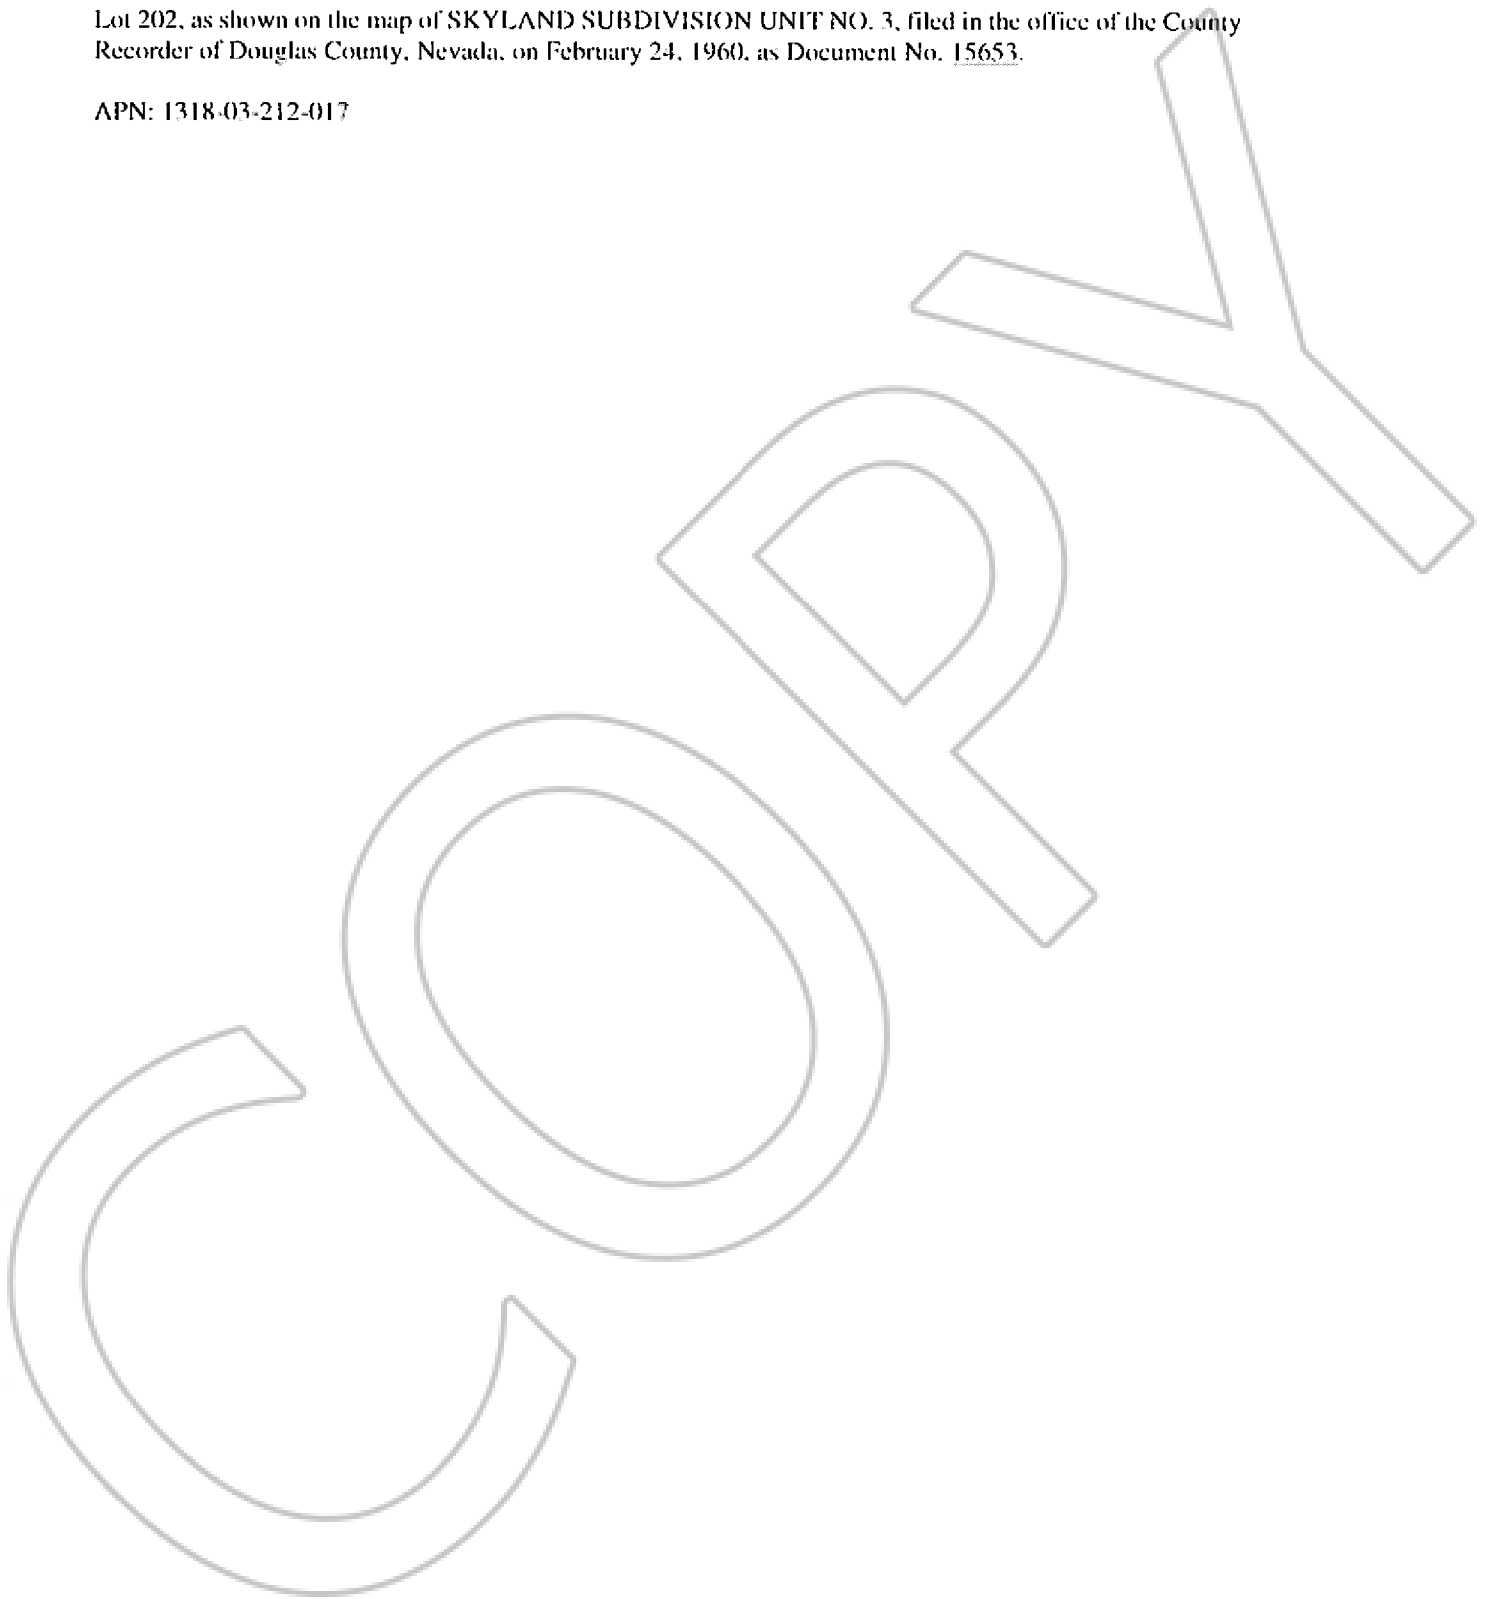 Lot 202, as shown on the map of SKYLAND SUBDIVISION UNIT NO. 3, filed in the office of the County
Recorder of Douglas County, Nevada, on February 24, 1960, as Document No. 15653.
APN: 1318-03-212-017
COPY